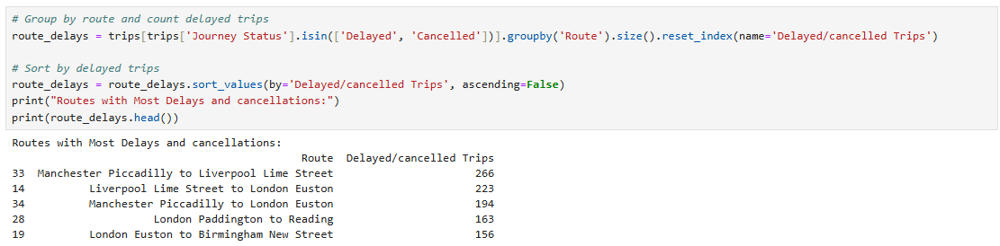 # Group by route and count delayed trips
route_delays = trips[trips['Journey Status'].isin(['Delayed', 'Cancelled'])].groupby('Route').size().reset_index(name='Delayed/cancelled Trips')
# Sort by delayed trips
route_delays = route_delays.sort_values(by='Delayed/cancelled Trips', ascending=False)
print("Routes with Most Delays and cancellations:")
print(route_delays.head())
Routes with Most Delays and cancellations:
Route Delayed/cancelled Trips
33 Manchester Piccadilly to Liverpool Lime Street 266
14 Liverpool Lime Street to London Euston 223
34 Manchester Piccadilly to London Euston 194
28 London Paddington to Reading 163
19 London Euston to Birmingham New Street 156